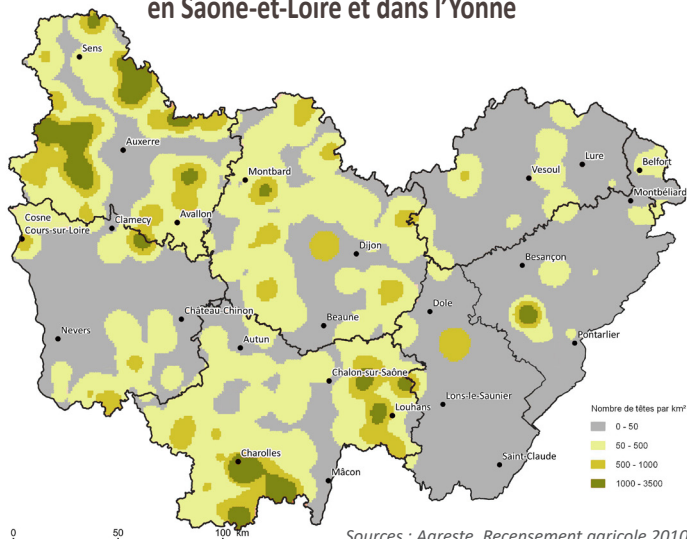 en Saône-et-Loire et dans l'Yonne
Sens
Auxerre
Montbard
Vesoul
Lure
Belfort
Montbéliard
Cosne
Cours-sur-Loire
Clamecy
Avallon
Dijon
Besançon
Château-Chinon
Dole
Nevers
Beaune
Autun
Pontarlier
Chalon-sur-Saône
Lons-le-Saunier
Louhans
Nombre de têtes par km²
0 - 50
50 - 500
500 - 1000
1000 - 3500
Charolles
Mâcon
Saint-Claude
0 50 100 km
Sources : Agreste, Recensement agricole 2010